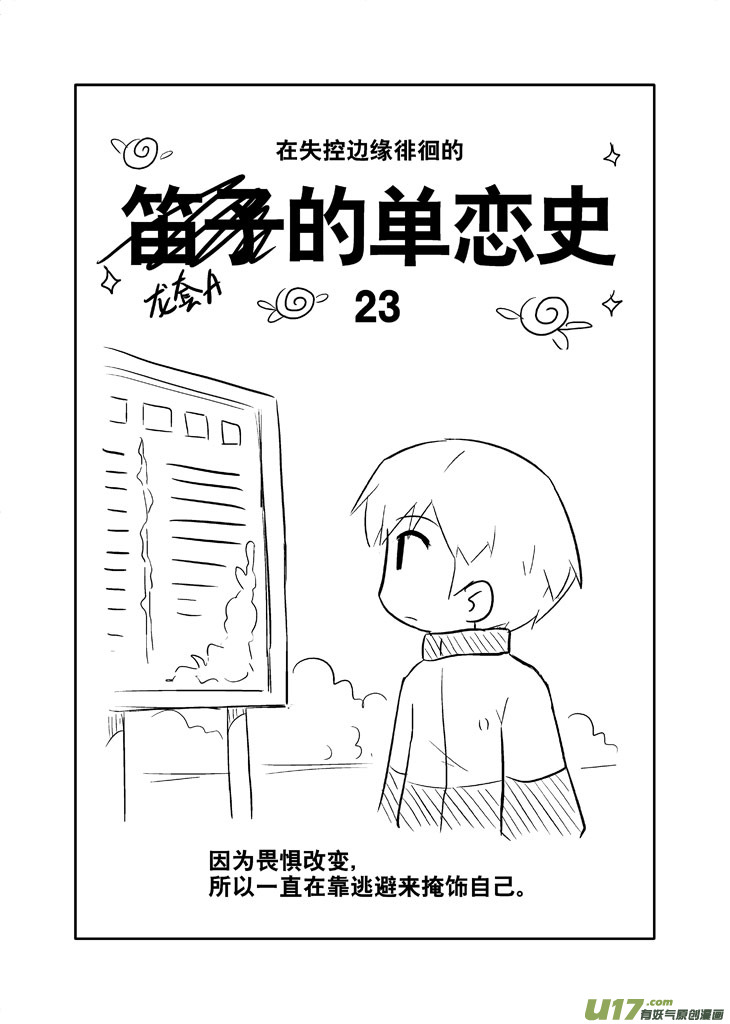 在失控边缘徘徊的
笛子的单恋史
龙套A
23
因为畏惧改变，
所以一直在靠逃避来掩饰自己。
U17.com
有妖气原创漫画